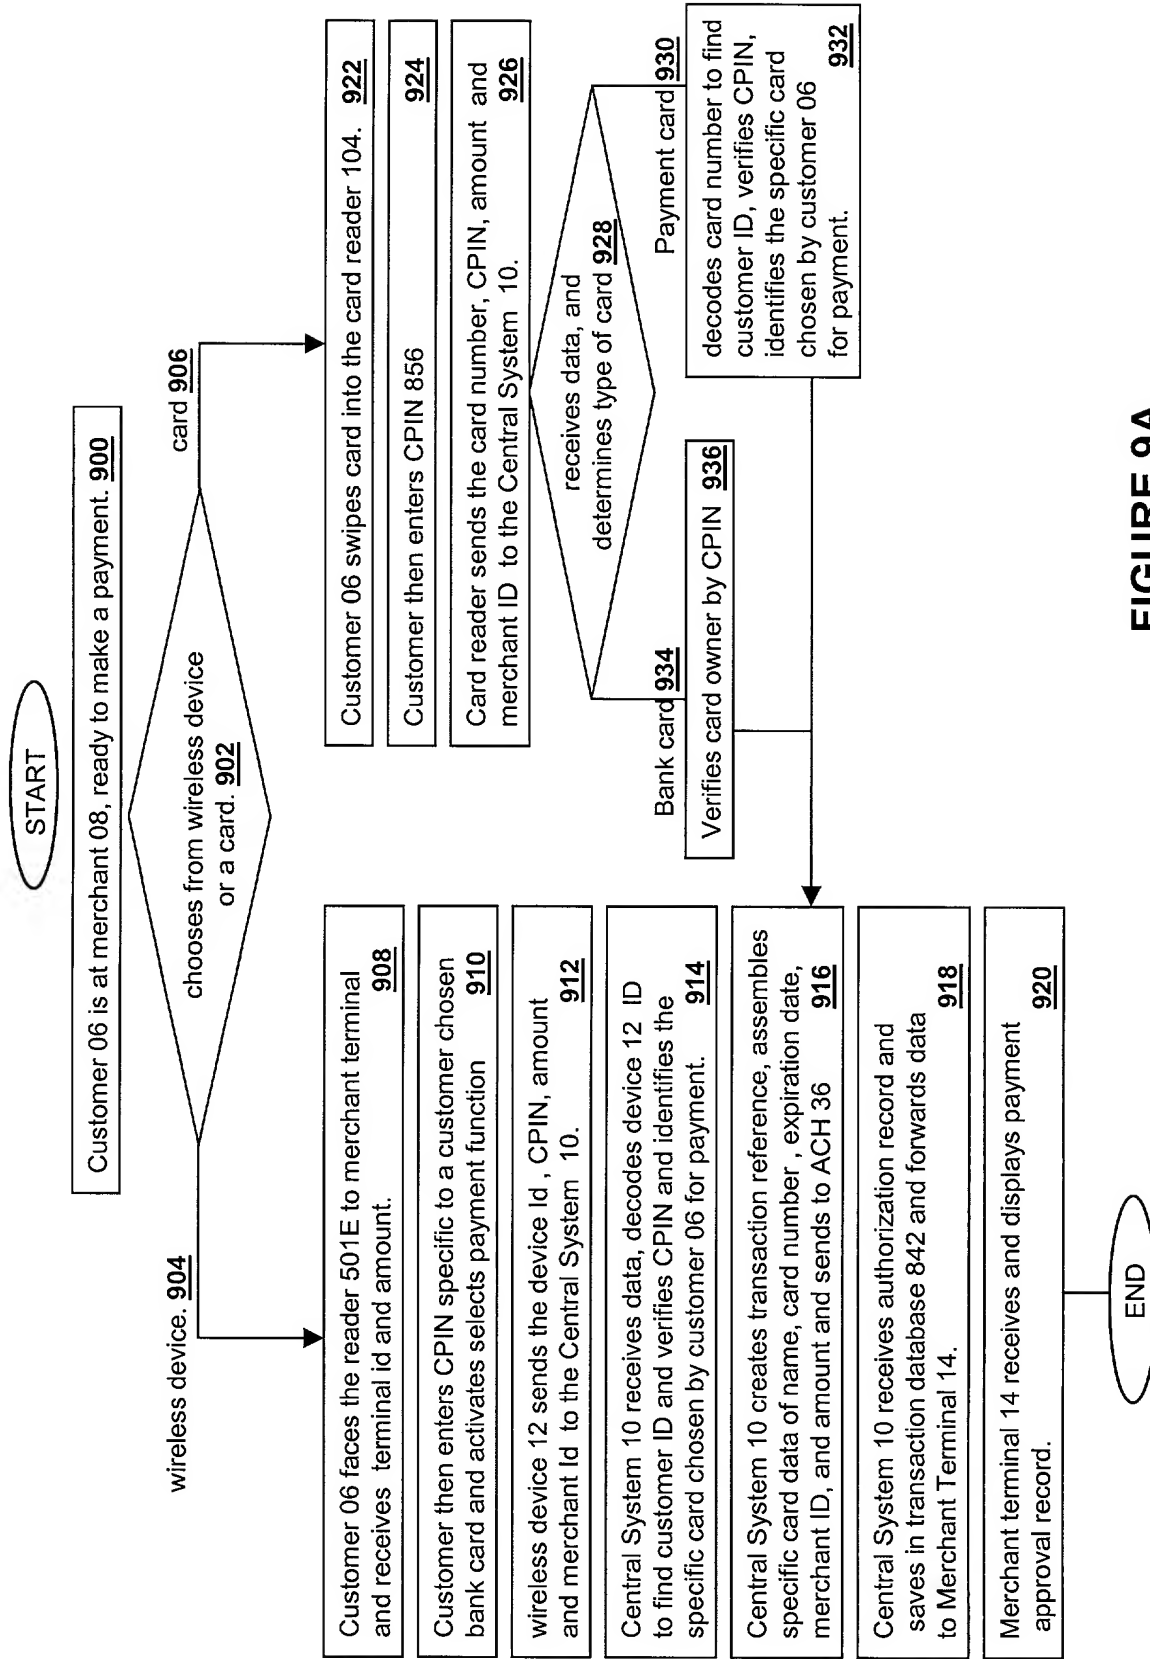 START
Customer 06 is at merchant 08, ready to make a payment. 900
chooses from wireless device
or a card. 902
wireless device. 904
card 906
Customer 06 faces the reader 501E to merchant terminal
and receives terminal id and amount. 908
Customer then enters CPIN specific to a customer chosen
bank card and activates selects payment function 910
wireless device 12 sends the device Id , CPIN, amount
and merchant Id to the Central System 10. 912
Central System 10 receives data, decodes device 12 ID
to find customer ID and verifies CPIN and identifies the
specific card chosen by customer 06 for payment. 914
Central System 10 creates transaction reference, assembles
specific card data of name, card number , expiration date,
merchant ID, and amount and sends to ACH 36 916
Central System 10 receives authorization record and
saves in transaction database 842 and forwards data
to Merchant Terminal 14. 918
Merchant terminal 14 receives and displays payment
approval record. 920
END
Customer 06 swipes card into the card reader 104. 922
Customer then enters CPIN 856 924
Card reader sends the card number, CPIN, amount and
merchant ID to the Central System 10. 926
receives data, and
determines type of card 928
Bank card 934
Payment card 930
Verifies card owner by CPIN 936
decodes card number to find
customer ID, verifies CPIN,
identifies the specific card
chosen by customer 06
for payment. 932
FIGURE 9A